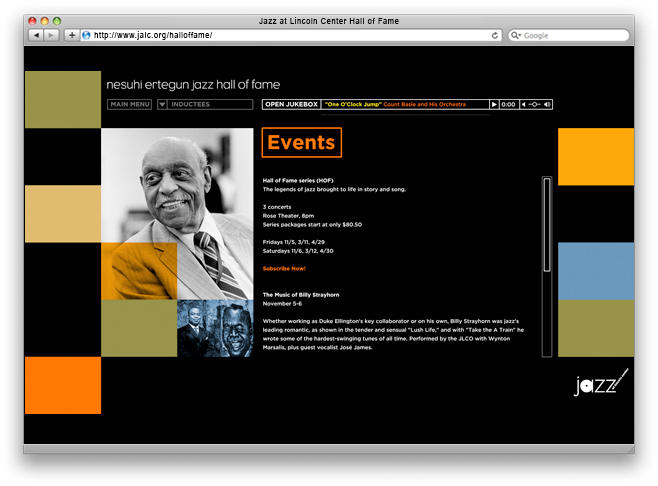 Jazz at Lincoln Center Hall of Fame
http://www.jalc.org/halloffame/
Google
nesuhi ertegun jazz hall of fame
MAIN MENU
INDUCTEES
OPEN JUKEBOX
"One O'Clock Jump" Count Basie and His Orchestra
0:00
Events
Hall of Fame series (HOF)
The legends of jazz brought to life in story and song.
3 concerts
Rose Theater, 8pm
Series packages start at only $80.50
Fridays 11/5, 3/11, 4/29
Saturdays 11/6, 3/12, 4/30
Subscribe Now!
The Music of Billy Strayhorn
November 5-6
Whether working as Duke Ellington's key collaborator or on his own, Billy Strayhorn was jazz's
leading romantic, as shown in the tender and sensual "Lush Life," and with "Take the A Train" he
wrote some of the hardest-swinging tunes of all time. Performed by the JLCO with Wynton
Marsalis, plus guest vocalist José James.
jazz